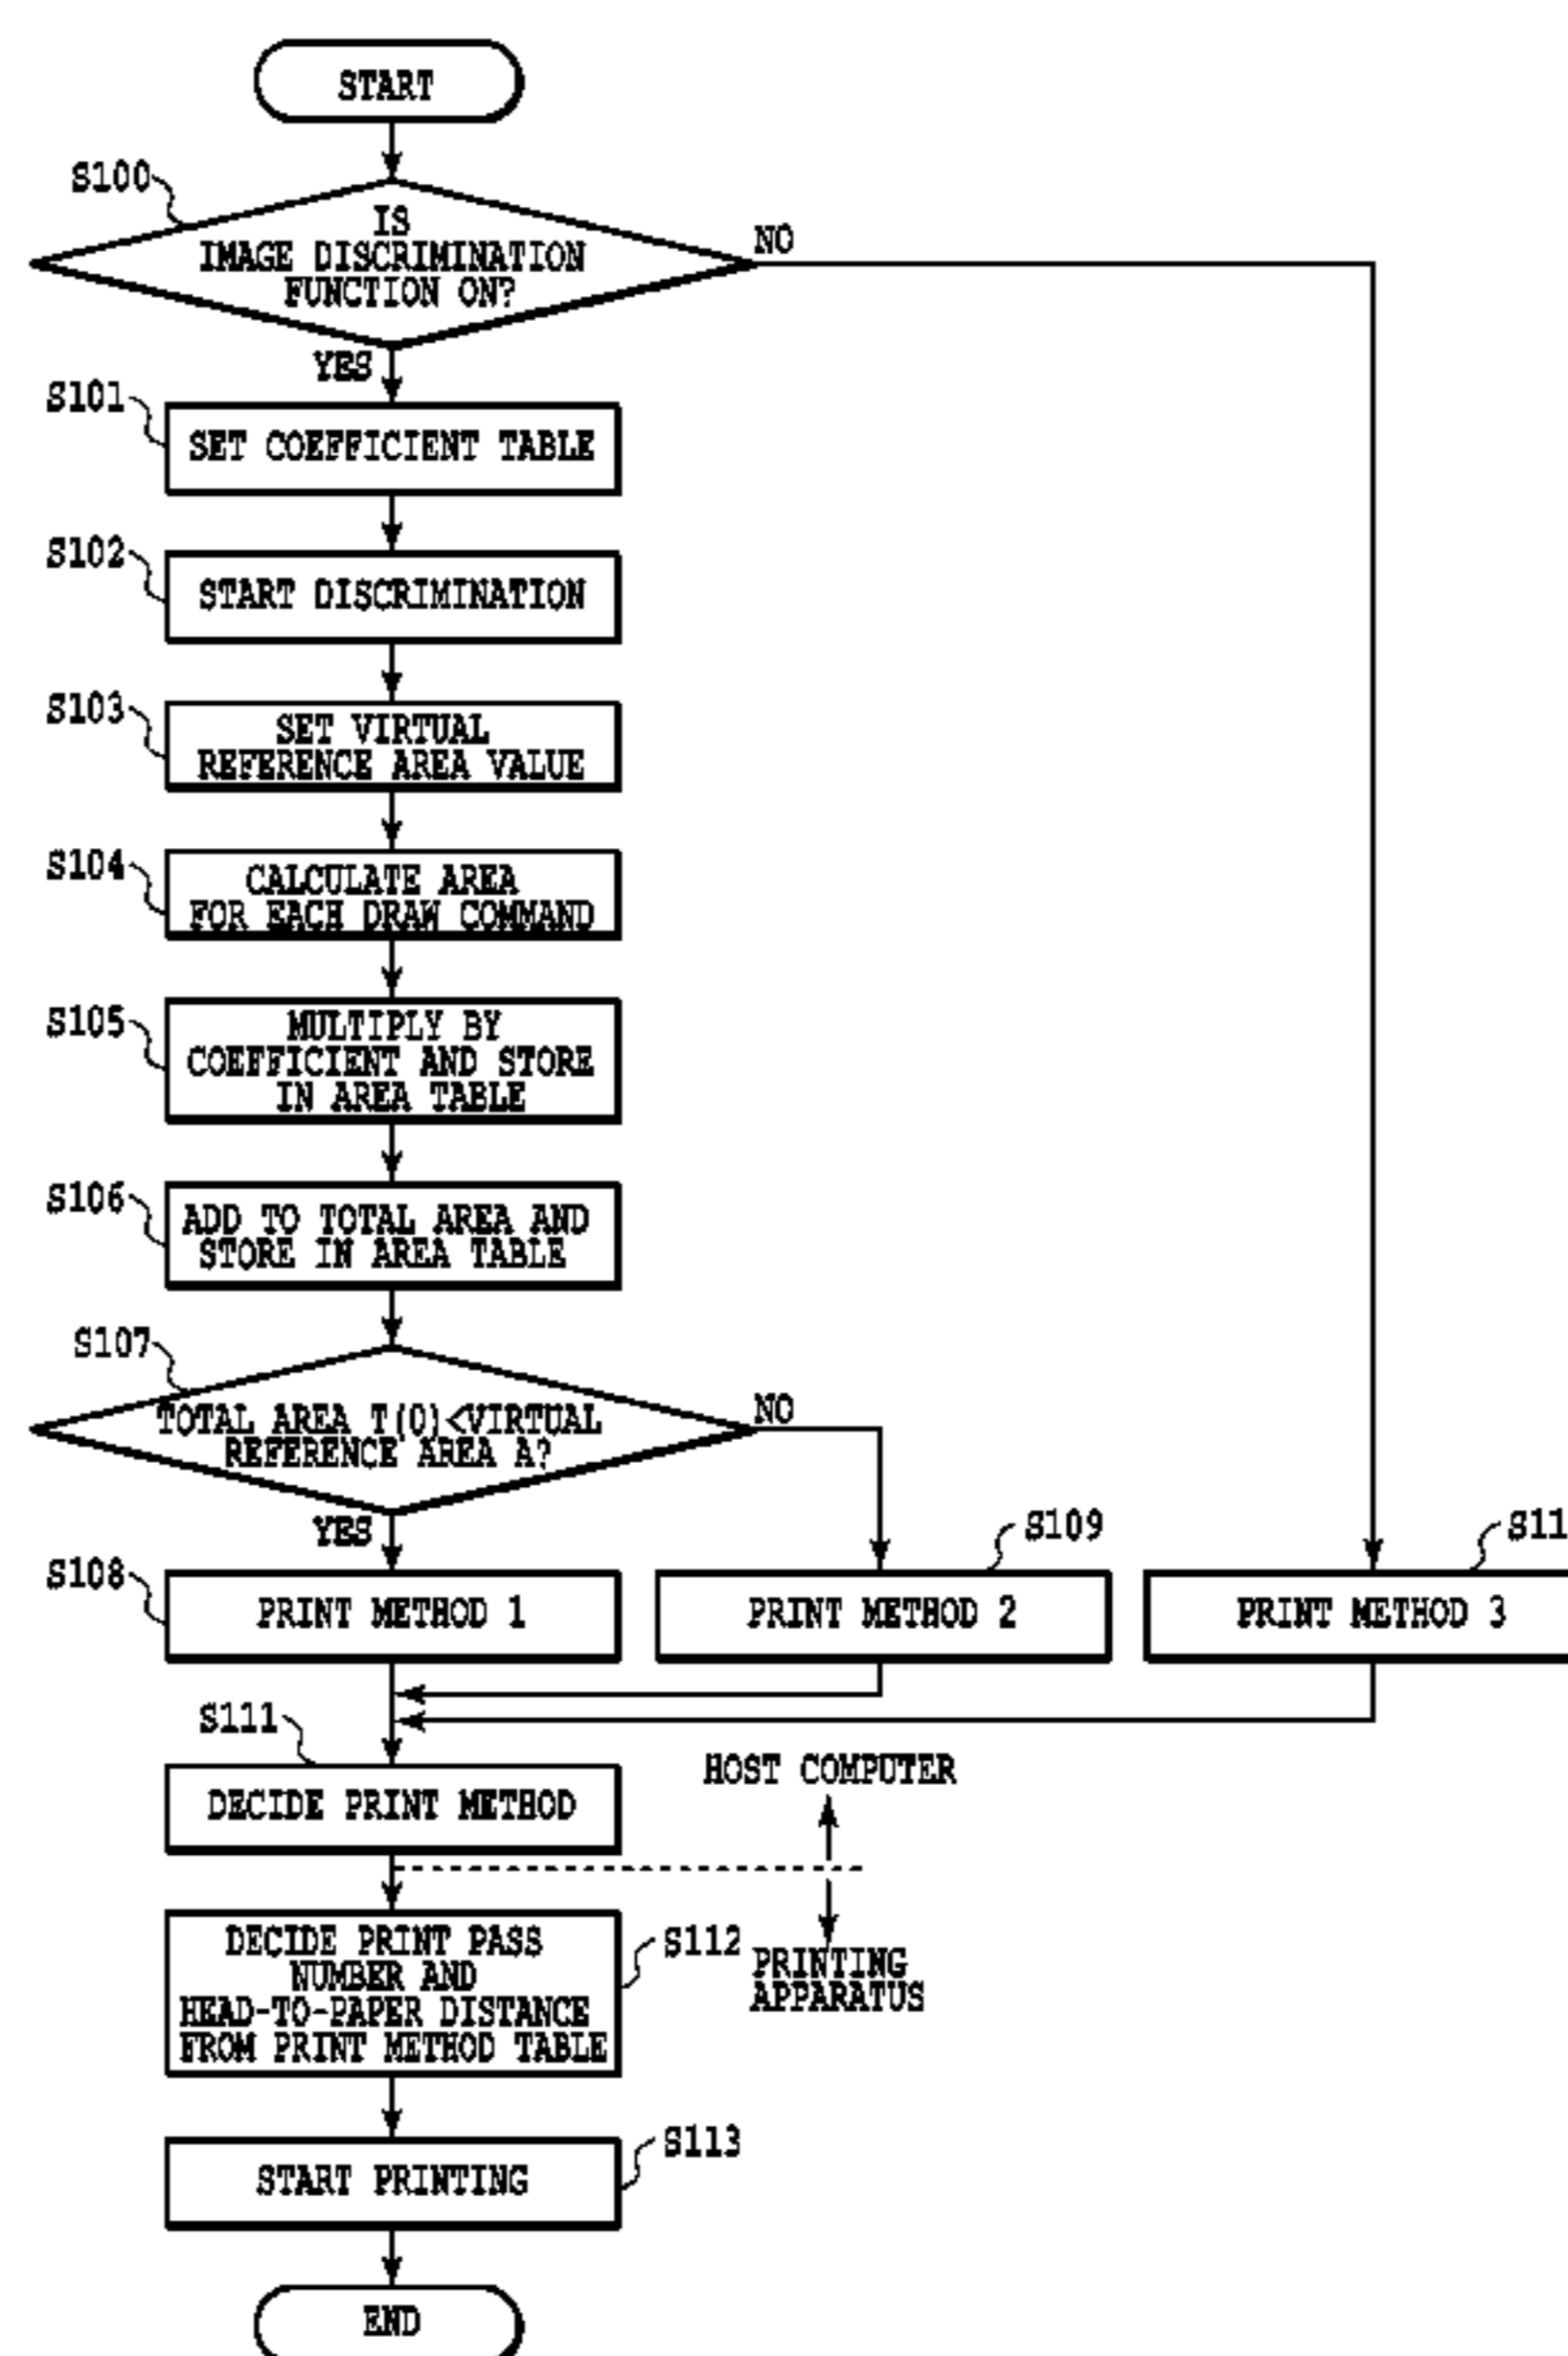 START
S100
IS
IMAGE DISCRIMINATION
FUNCTION ON?
NO
YES
S101
SET COEFFICIENT TABLE
S102
START DISCRIMINATION
S103
SET VIRTUAL
REFERENCE AREA VALUE
S104
CALCULATE AREA
FOR EACH DRAW COMMAND
S105
MULTIPLY BY
COEFFICIENT AND STORE
IN AREA TABLE
S106
ADD TO TOTAL AREA AND
STORE IN AREA TABLE
S107
TOTAL AREA T(0)<VIRTUAL
REFERENCE AREA A?
NO
YES
S108
PRINT METHOD 1
S109
PRINT METHOD 2
S11
PRINT METHOD 3
S111
DECIDE PRINT METHOD
HOST COMPUTER
PRINTING
APPARATUS
S112
DECIDE PRINT PASS
NUMBER AND
HEAD-TO-PAPER DISTANCE
FROM PRINT METHOD TABLE
S113
START PRINTING
END